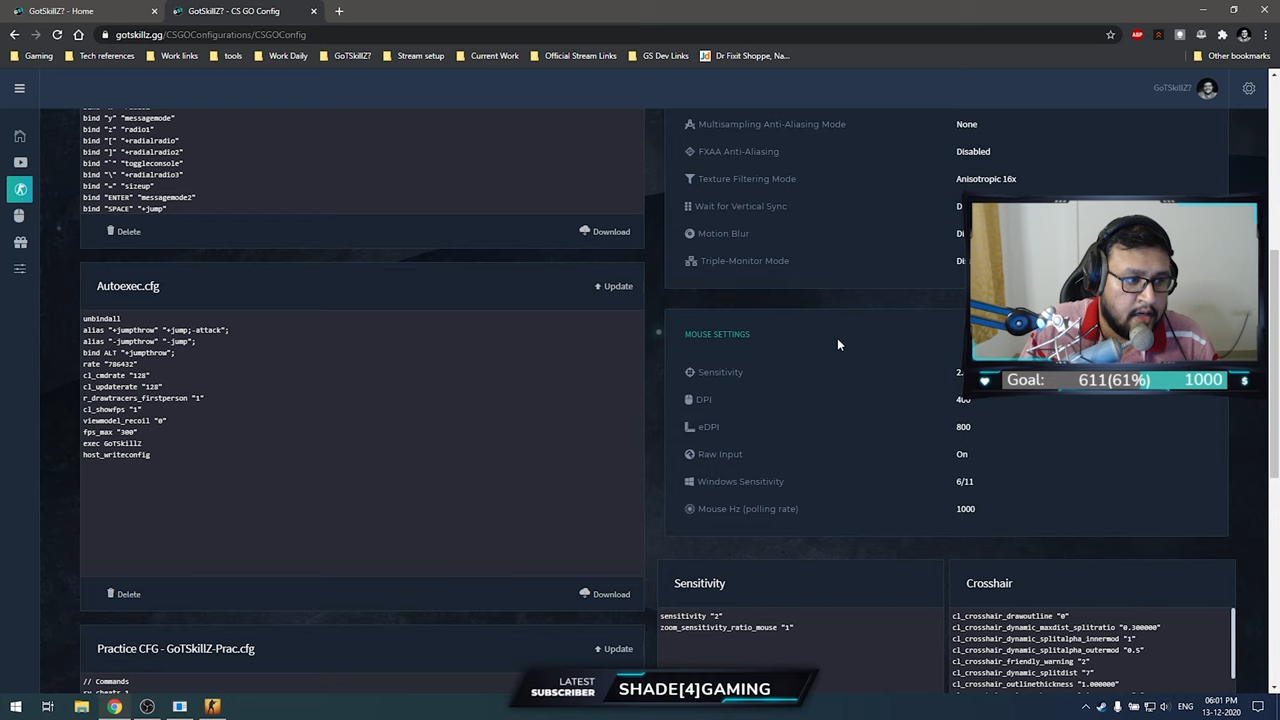 GotSkillZ? - Home
GotSkillZ? - CS GO Config
gotskillz.gg/CSGOConfigurations/CSGOConfig
ABP
Gaming
Tech references
Work links
tools
Work Daily
GoTSkillZ?
Stream setup
Current Work
Official Stream Links
GS Dev Links
Dr Fixit Shoppe, Na...
Other bookmarks
GoTSkillZ?
bind "y" "messagemode"
bind "z" "radio1"
bind "[" "+radialradio"
bind "]" "+radialradio2"
bind "`" "toggleconsole"
bind "\" "+radialradio3"
bind "=" "sizeup"
bind "ENTER" "messagemode2"
bind "SPACE" "+jump"
Delete
Download
Autoexec.cfg
Update
unbindall
alias "+jumpthrow" "+jump;-attack";
alias "-jumpthrow" "-jump";
bind ALT "+jumpthrow";
rate "786432"
cl_cmdrate "128"
cl_updaterate "128"
r_drawtracers_firstperson "1"
cl_showfps "1"
viewmodel_recoil "0"
fps_max "300"
exec GoTSkillZ
host_writeconfig
Delete
Download
Practice CFG - GoTSkillZ-Prac.cfg
Update
// Commands
sv_cheats 1
Multisampling Anti-Aliasing Mode
None
FXAA Anti-Aliasing
Disabled
Texture Filtering Mode
Anisotropic 16x
Wait for Vertical Sync
Motion Blur
Triple-Monitor Mode
MOUSE SETTINGS
Sensitivity
DPI
400
eDPI
800
Raw Input
On
Windows Sensitivity
6/11
Mouse Hz (polling rate)
1000
Sensitivity
sensitivity "2"
zoom_sensitivity_ratio_mouse "1"
Crosshair
cl_crosshair_drawoutline "0"
cl_crosshair_dynamic_maxdist_splitratio "0.300000"
cl_crosshair_dynamic_splitalpha_innermod "1"
cl_crosshair_dynamic_splitalpha_outermod "0.5"
cl_crosshair_friendly_warning "2"
cl_crosshair_dynamic_splitdist "7"
cl_crosshair_outlinethickness "1.000000"
Goal: 611(61%) 1000 $
LATEST
SUBSCRIBER
SHADE[4]GAMING
ENG
06:01 PM
13-12-2020